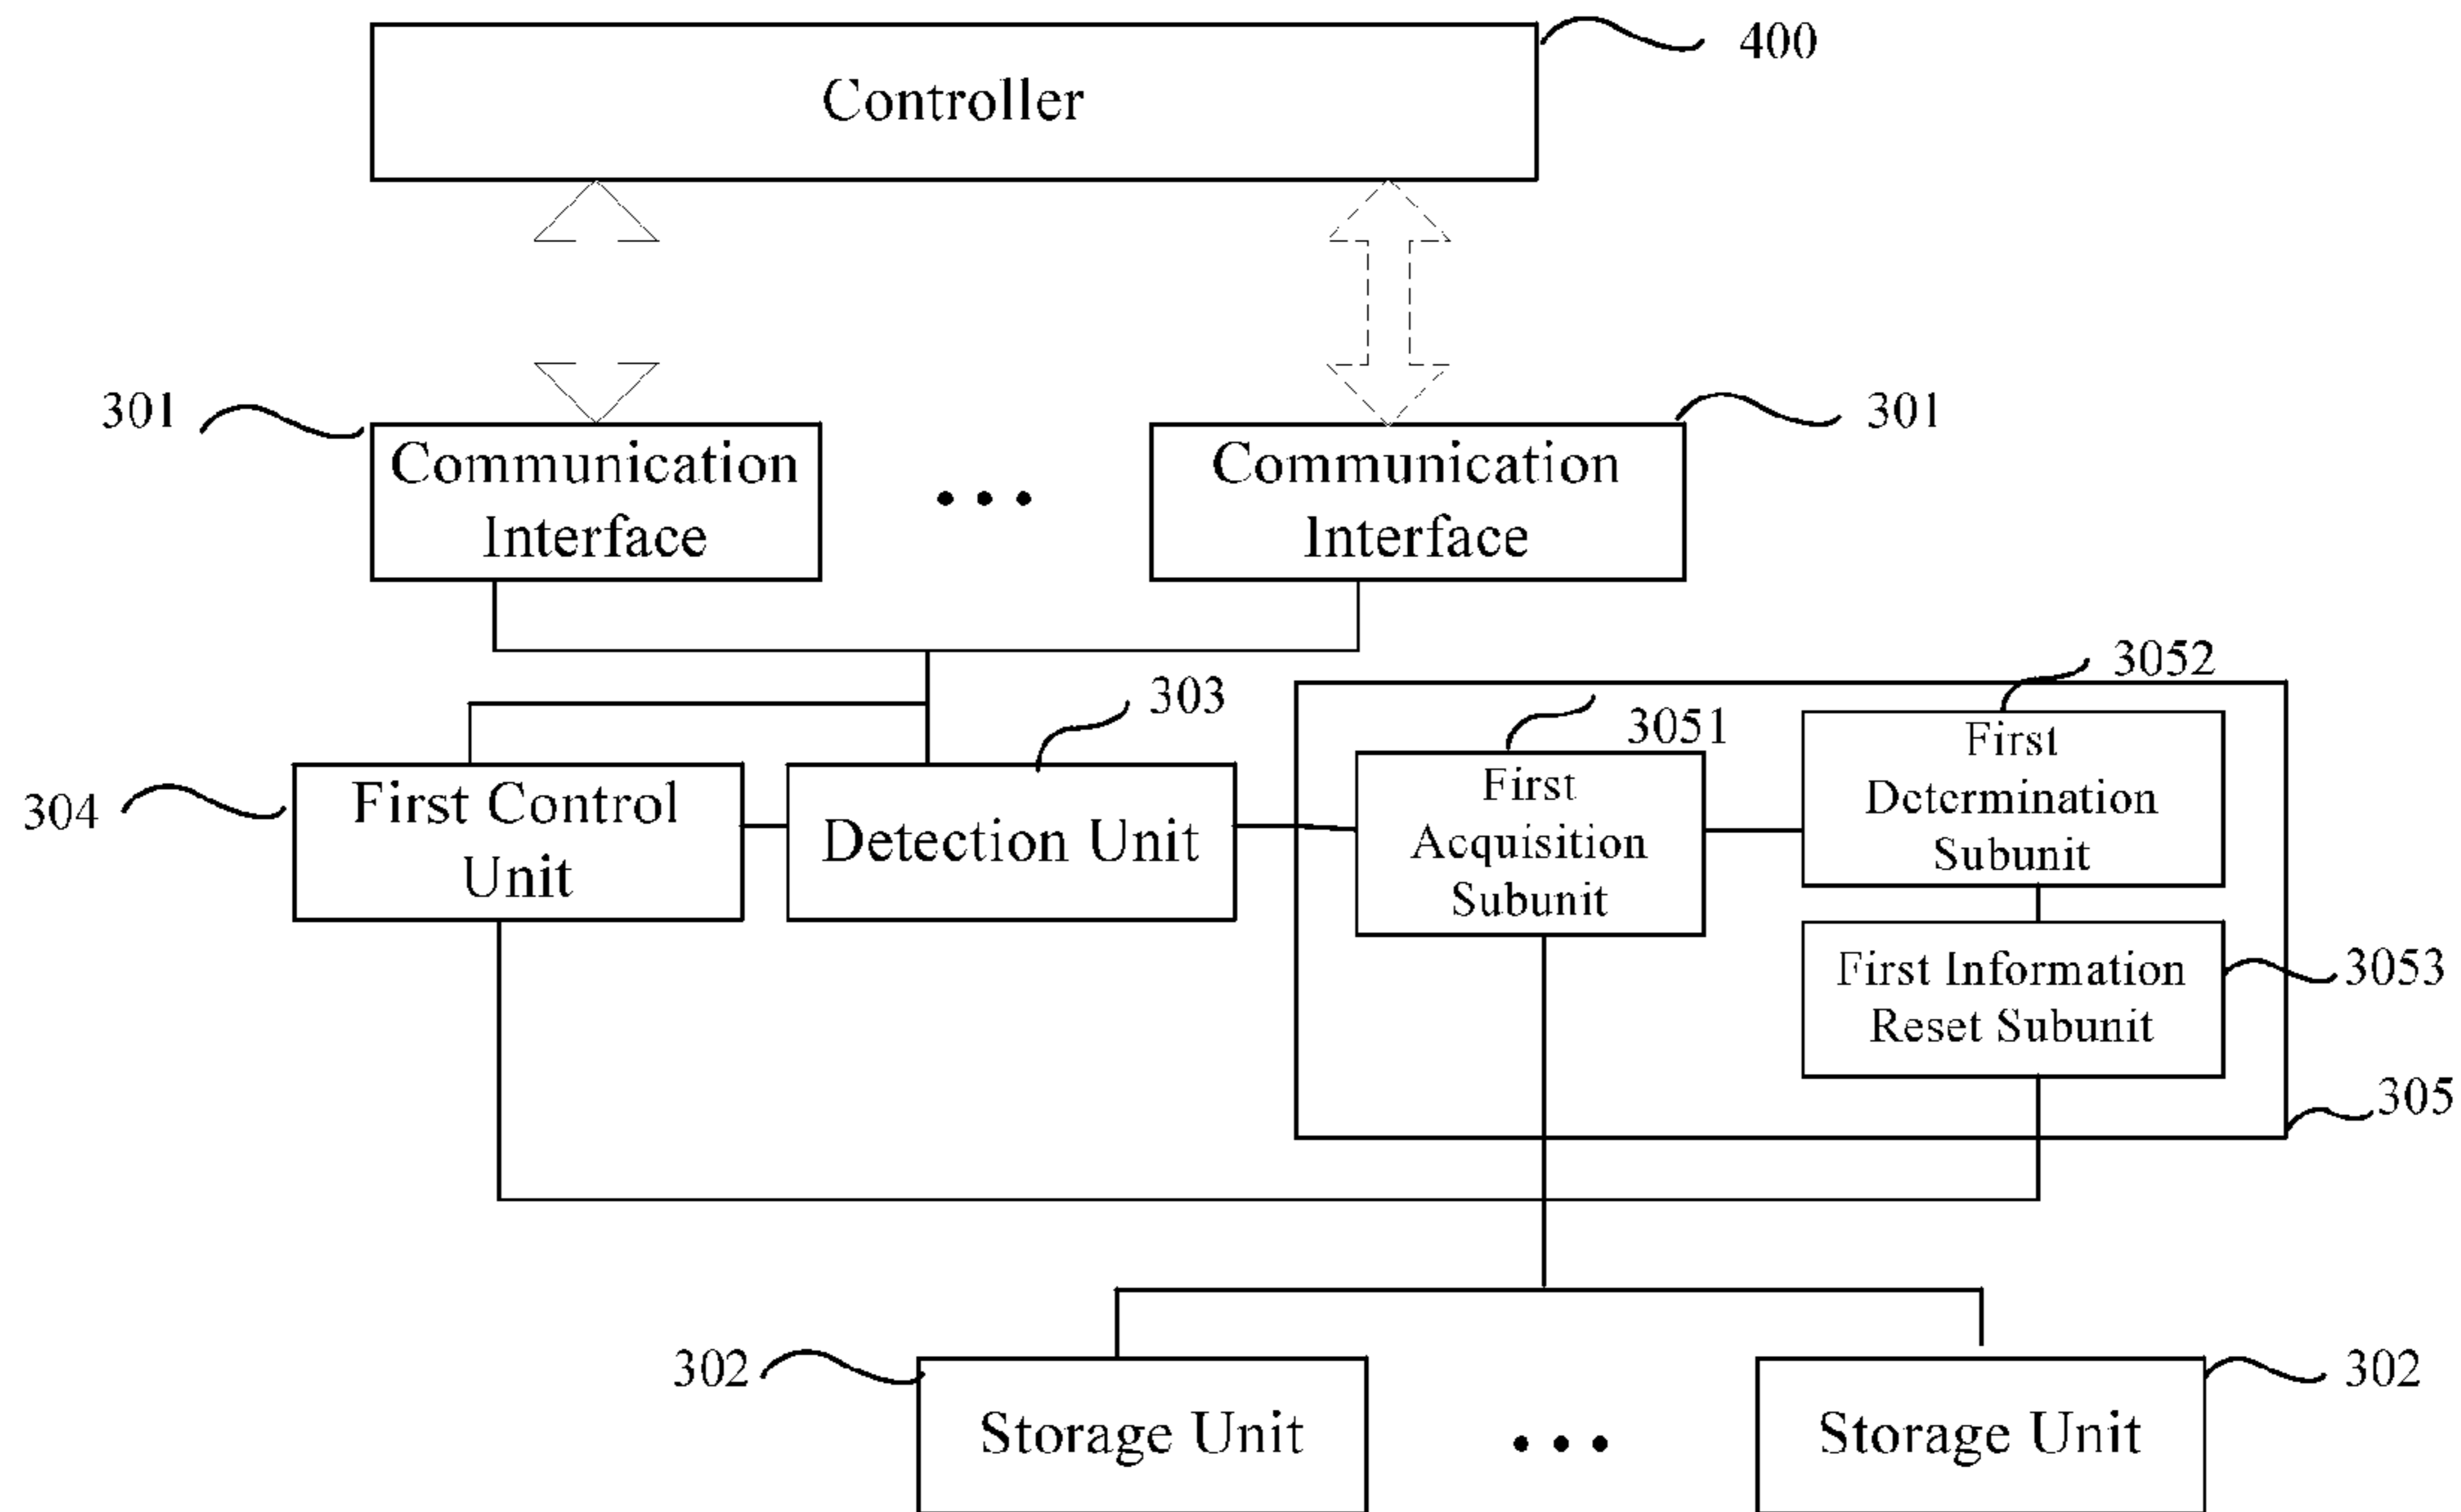 400
Controller
301
Communication
Interface
• • •
Communication
Interface
301
3052
303
3051
First
Determination
Subunit
304
First Control
Unit
Detection Unit
First
Acquisition
Subunit
First Information
Reset Subunit
3053
305
302
Storage Unit
• • •
Storage Unit
302